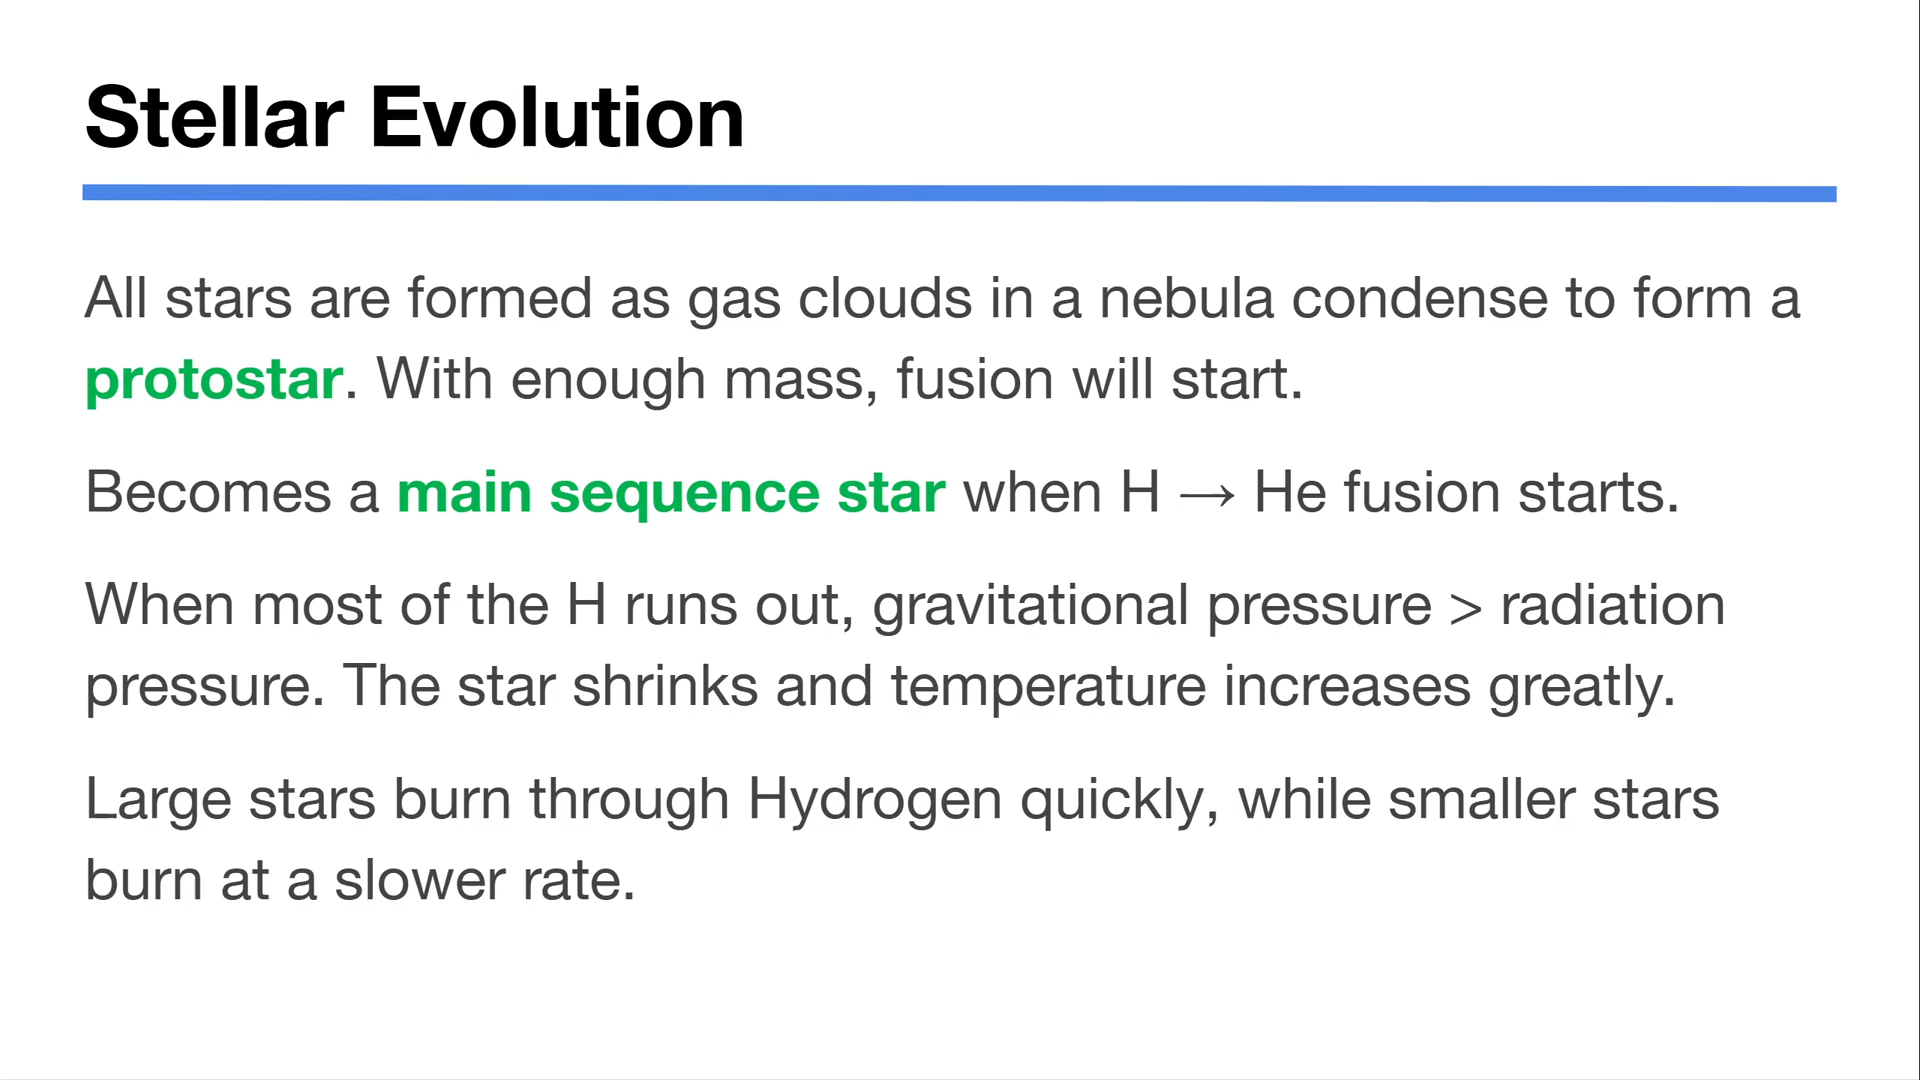 Stellar Evolution
All stars are formed as gas clouds in a nebula condense to form a
protostar. With enough mass, fusion will start.
Becomes a main sequence star when H → He fusion starts.
When most of the H runs out, gravitational pressure > radiation
pressure. The star shrinks and temperature increases greatly.
Large stars burn through Hydrogen quickly, while smaller stars
burn at a slower rate.